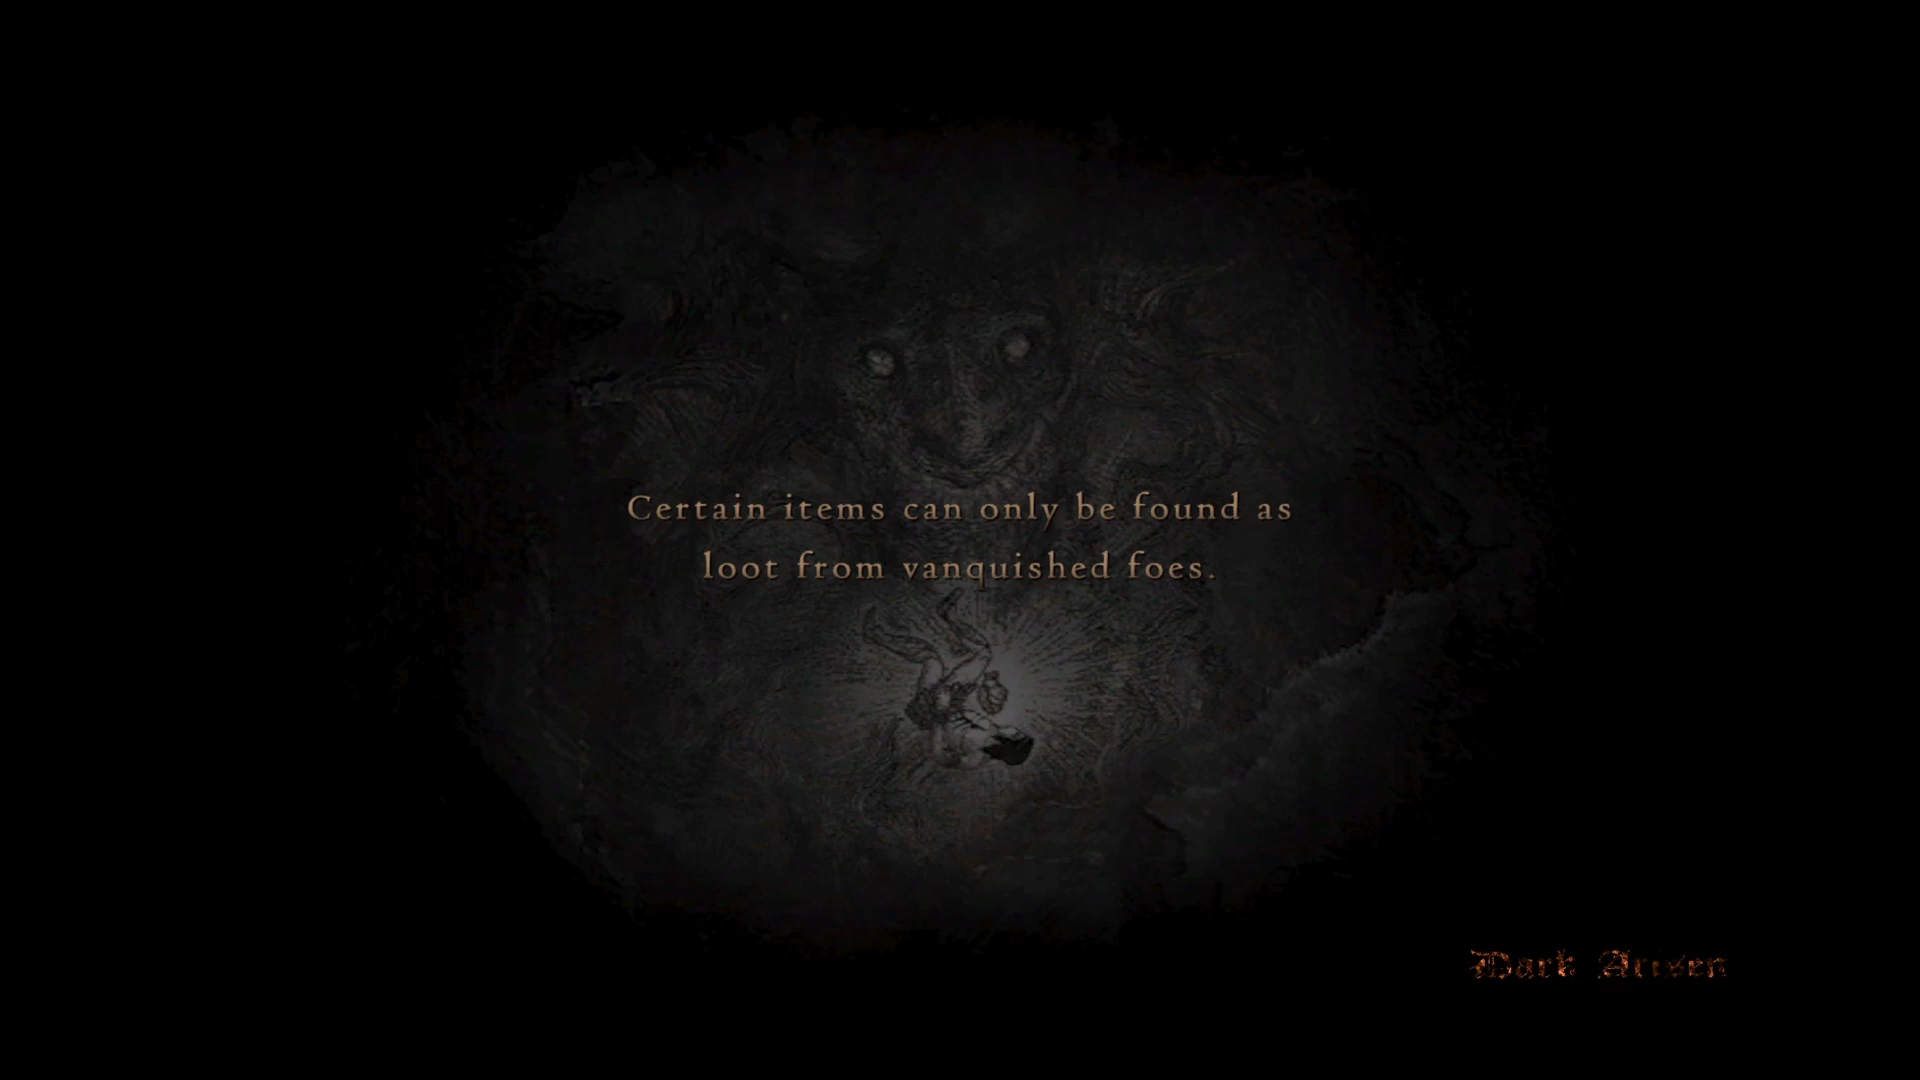 Certain items can only be found as
loot from vanquished foes.
Dark Arisen